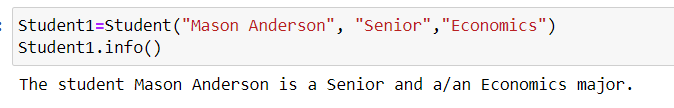 Student1=Student("Mason Anderson", "Senior","Economics")
Student1.info()
The student Mason Anderson is a Senior and a/an Economics major.